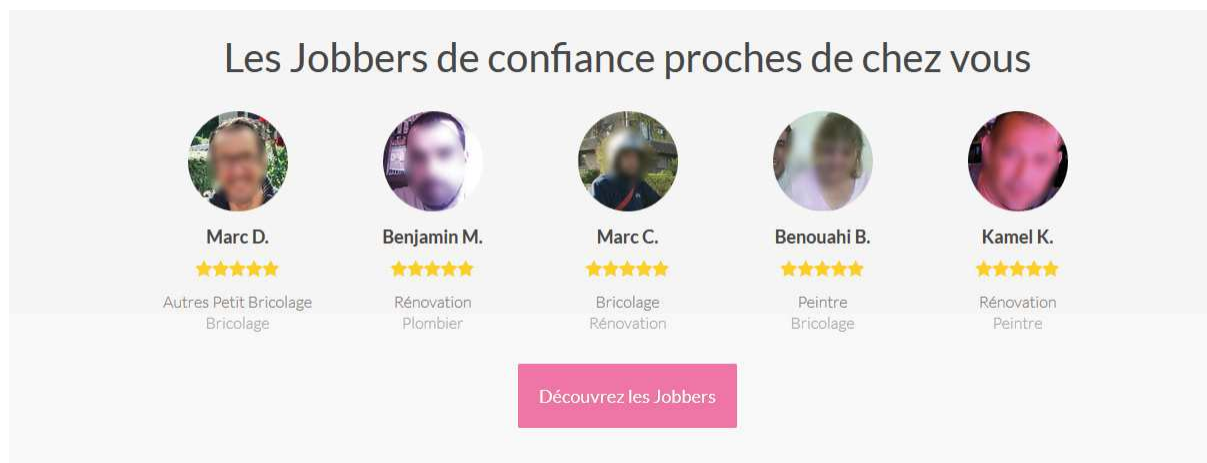 Les Jobbers de confiance proches de chez vous
Marc D. Benjamin M. Marc C. Benouahi B. Kamel K.
Autres Petit Bricolage Rénovation Bricolage Peintre Rénovation
Bricolage Plombier Rénovation Bricolage Peintre
Découvrez les Jobbers